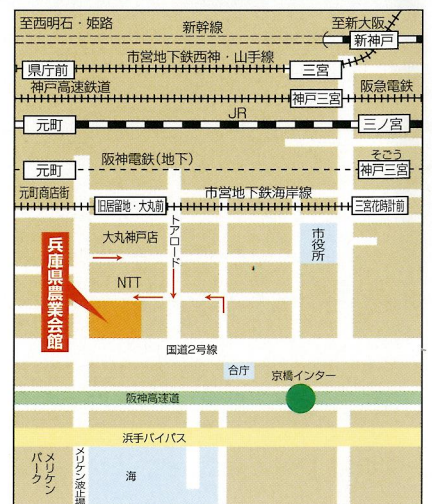 至西明石・姫路
新幹線
至新大阪
新神戸
市営地下鉄西神・山手線
県庁前
三宮
神戸高速鉄道
阪急電鉄
神戸三宮
JR
元町
三ノ宮
阪神電鉄(地下)
そごう
元町
神戸三宮
元町商店街
市営地下鉄海岸線
旧居留地・大丸前
三宮花時計前
トアロード
大丸神戸店
市役所
兵庫県農業会館
NTT
国道2号線
合庁
京橋インター
阪神高速道
浜手バイパス
メリケンパーク
メリケン波止場
海